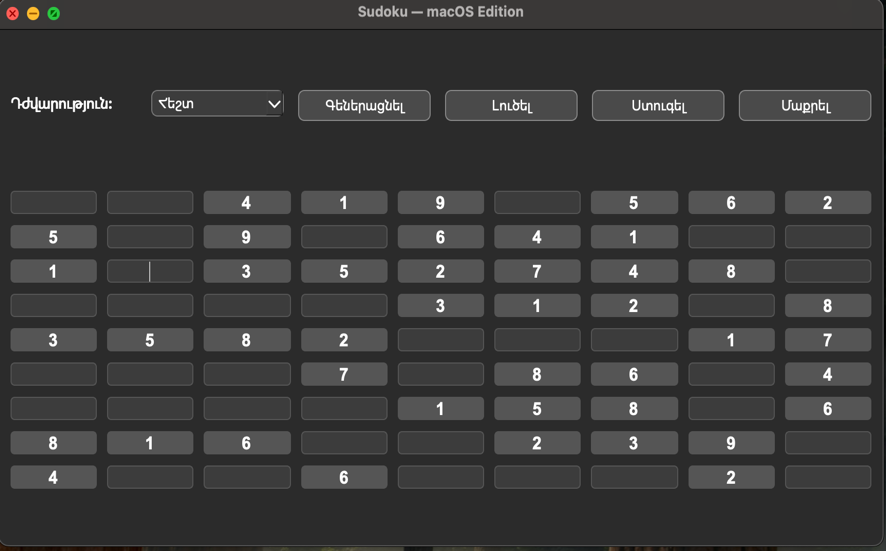 Sudoku — macOS Edition
Դժվարություն: Հեշտ Գեներացնել Լուծել Ստուգել Մաքրել
4 1 9 5 6 2
5 9 6 4 1
1 3 5 2 7 4 8
3 1 2 8
3 5 8 2 1 7
7 8 6 4
1 5 8 6
8 1 6 2 3 9
4 6 2